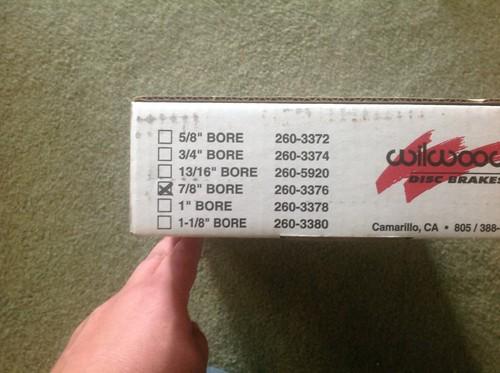 5/8" BORE 260-3372
3/4" BORE 260-3374
13/16" BORE 260-5920
7/8" BORE 260-3376
1" BORE 260-3378
1-1/8" BORE 260-3380
wilwood
DISC BRAKES
Camarillo, CA • 805 / 388-